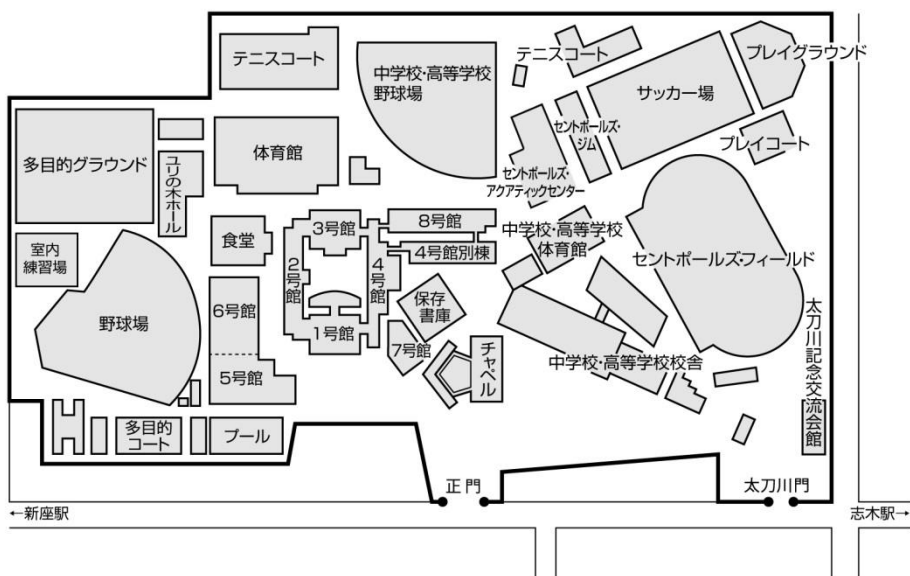 テニスコート
中学校・高等学校
野球場
テニスコート
プレイグラウンド
サッカー場
セントポールズ・
ジム
プレイコート
多目的グラウンド
ユリの木ホール
体育館
セントポールズ・
アクアティックセンター
3号館
8号館
4号館別棟
中学校・高等学校
体育館
セントポールズ・フィールド
室内
練習場
食堂
2号館
4号館
保存
書庫
野球場
6号館
1号館
7号館
チャペル
太刀川記念交流会館
5号館
中学校・高等学校校舎
多目的
コート
プール
正門
太刀川門
←新座駅
志木駅→